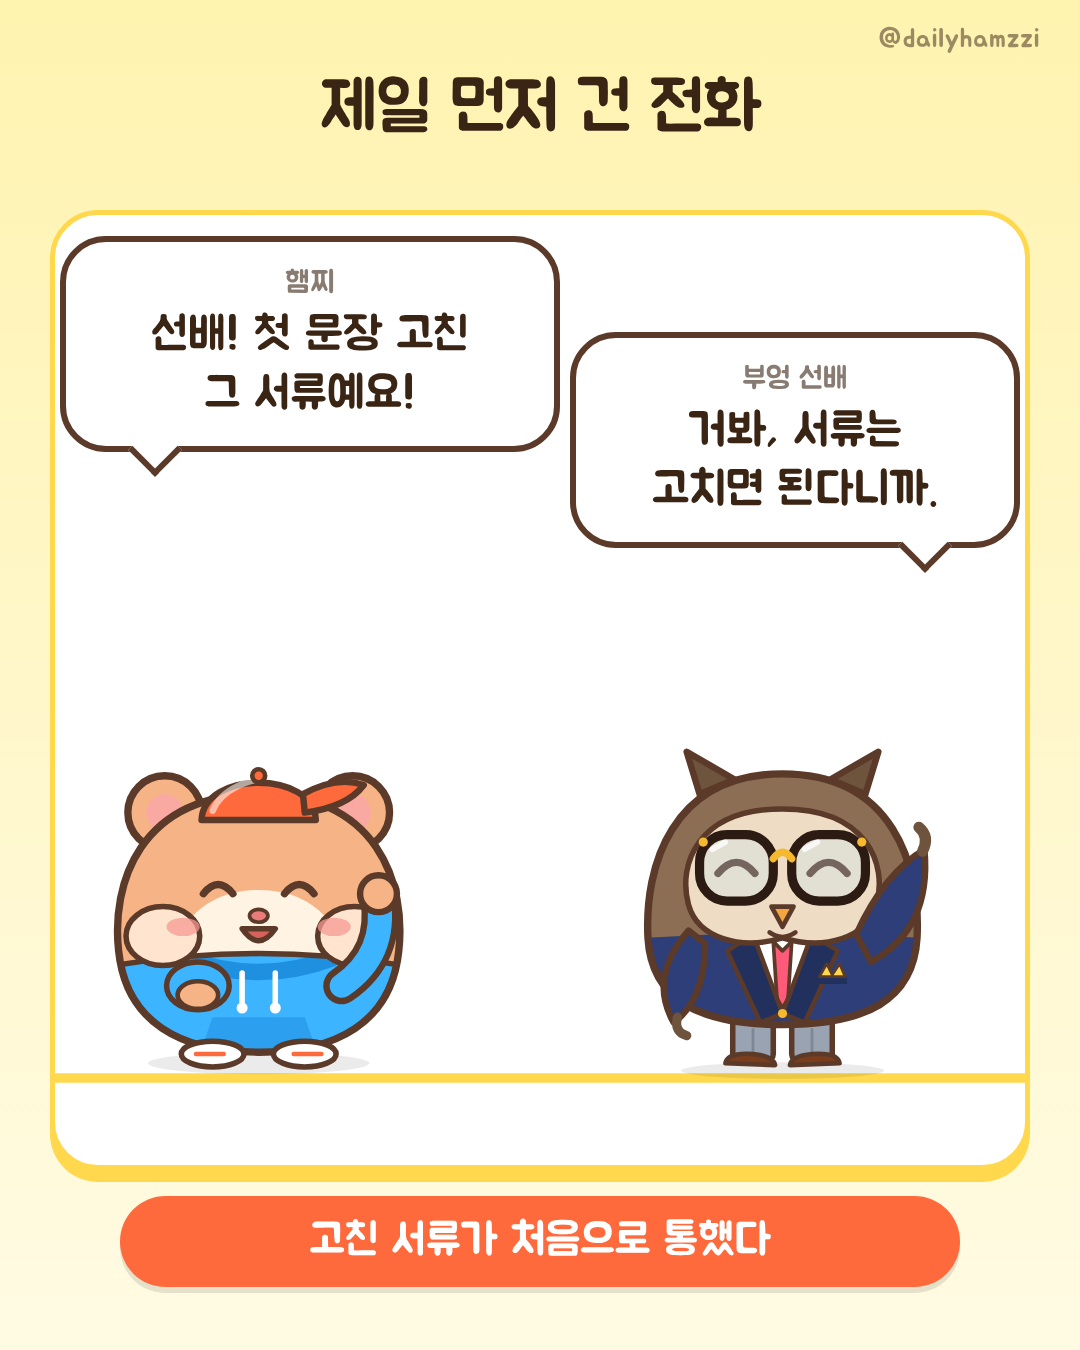 @dailyhamzzi
제일 먼저 건 전화
햄찌
선배! 첫 문장 고친
그 서류예요!
부엉 선배
거봐, 서류는
고치면 된다니까.
고친 서류가 처음으로 통했다